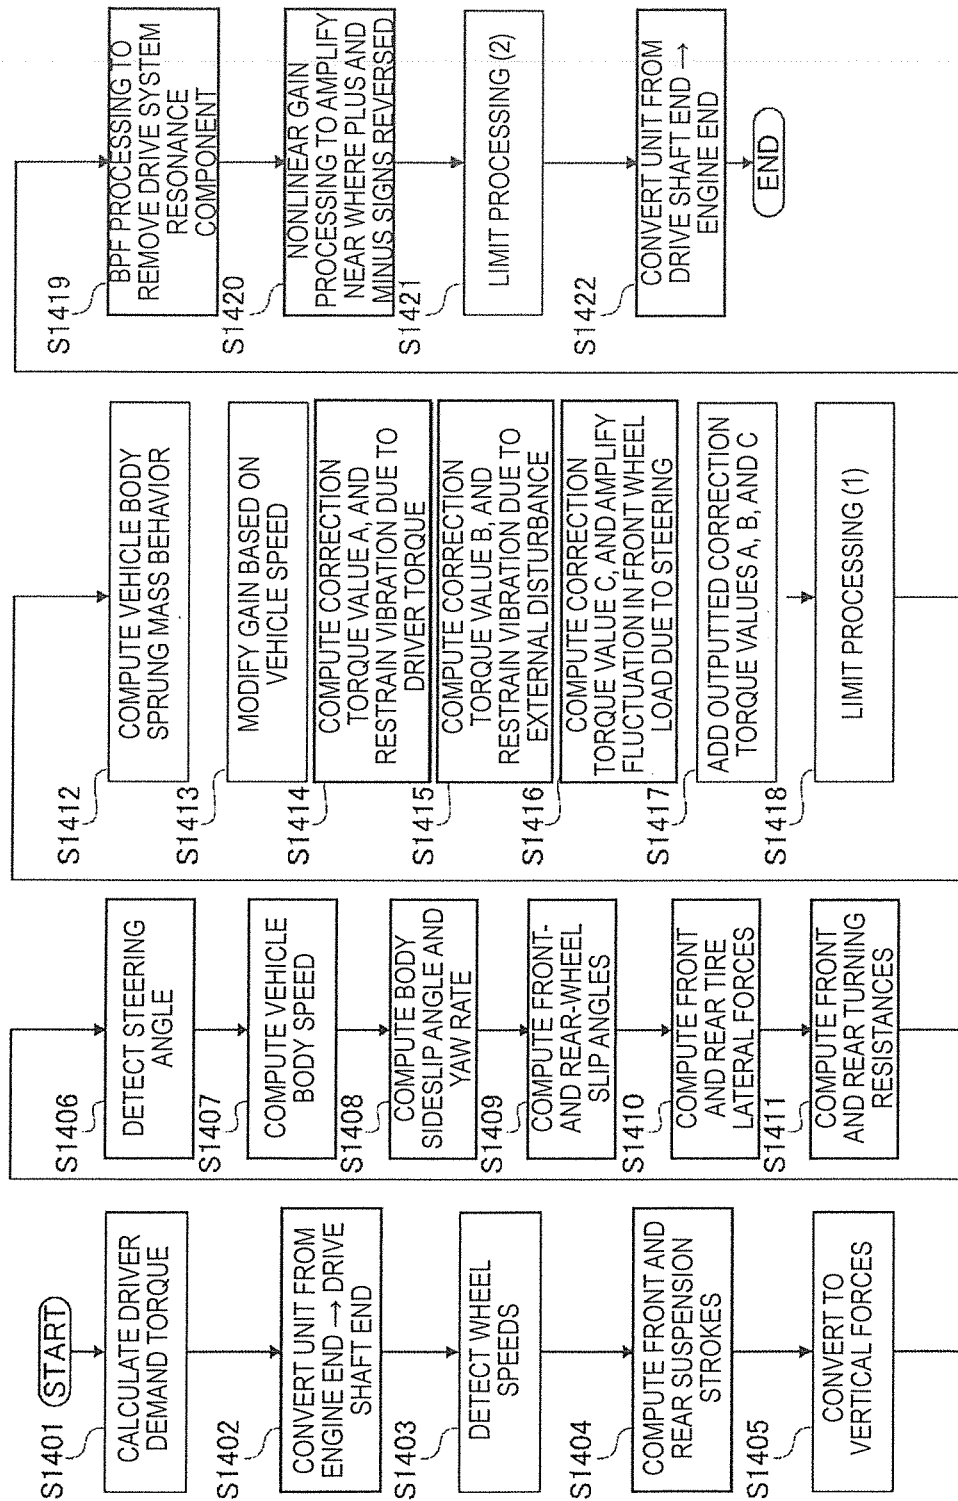 START
S1401
CALCULATE DRIVER
DEMAND TORQUE
S1402
CONVERT UNIT FROM
ENGINE END → DRIVE
SHAFT END
S1403
DETECT WHEEL
SPEEDS
S1404
COMPUTE FRONT AND
REAR SUSPENSION
STROKES
S1405
CONVERT TO
VERTICAL FORCES
S1406
DETECT STEERING
ANGLE
S1407
COMPUTE VEHICLE
BODY SPEED
S1408
COMPUTE BODY
SIDESLIP ANGLE AND
YAW RATE
S1409
COMPUTE FRONT-
AND REAR-WHEEL
SLIP ANGLES
S1410
COMPUTE FRONT
AND REAR TIRE
LATERAL FORCES
S1411
COMPUTE FRONT
AND REAR TURNING
RESISTANCES
S1412
COMPUTE VEHICLE BODY
SPRUNG MASS BEHAVIOR
S1413
MODIFY GAIN BASED ON
VEHICLE SPEED
S1414
COMPUTE CORRECTION
TORQUE VALUE A, AND
RESTRAIN VIBRATION DUE TO
DRIVER TORQUE
S1415
COMPUTE CORRECTION
TORQUE VALUE B, AND
RESTRAIN VIBRATION DUE TO
EXTERNAL DISTURBANCE
S1416
COMPUTE CORRECTION
TORQUE VALUE C, AND AMPLIFY
FLUCTUATION IN FRONT WHEEL
LOAD DUE TO STEERING
S1417
ADD OUTPUTTED CORRECTION
TORQUE VALUES A, B, AND C
S1418
LIMIT PROCESSING (1)
S1419
BPF PROCESSING TO
REMOVE DRIVE SYSTEM
RESONANCE
COMPONENT
S1420
NONLINEAR GAIN
PROCESSING TO AMPLIFY
NEAR WHERE PLUS AND
MINUS SIGNS REVERSED
S1421
LIMIT PROCESSING (2)
S1422
CONVERT UNIT FROM
DRIVE SHAFT END →
ENGINE END
END